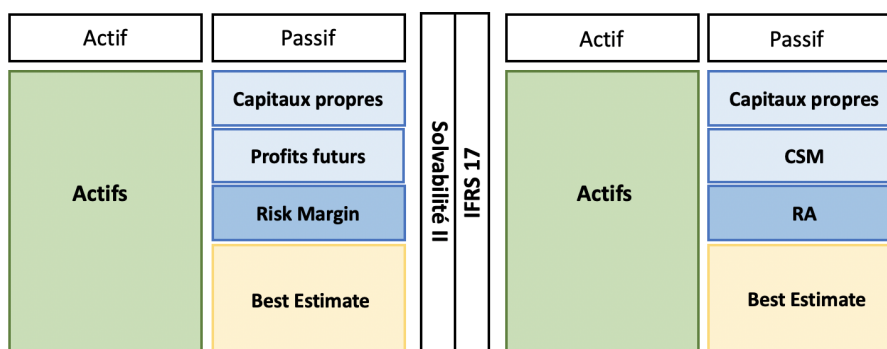 Actif
Passif
Actifs
Capitaux propres
Profits futurs
Risk Margin
Best Estimate
Solvabilité II
IFRS 17
Actif
Passif
Actifs
Capitaux propres
CSM
RA
Best Estimate